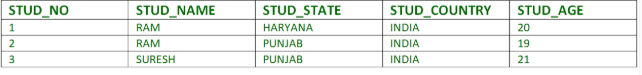 STUD_NO STUD_NAME STUD_STATE STUD_COUNTRY STUD_AGE
1 RAM HARYANA INDIA 20
2 RAM PUNJAB INDIA 19
3 SURESH PUNJAB INDIA 21